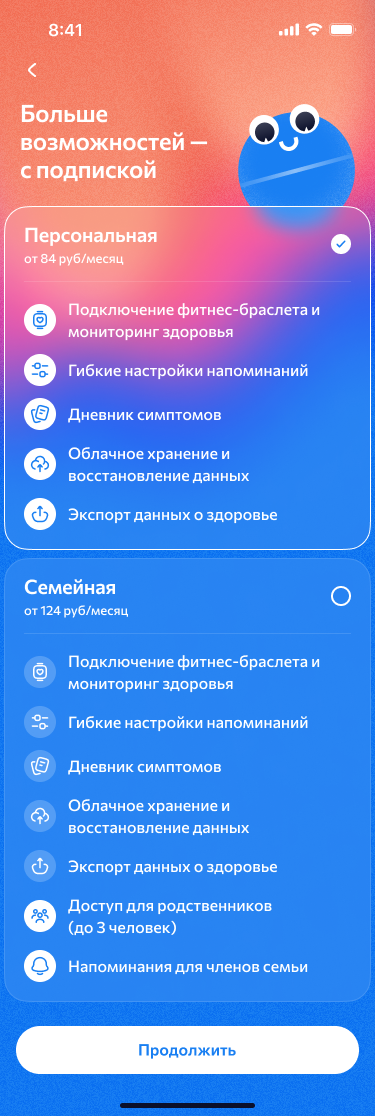 8:41
Больше
возможностей —
с подпиской
Персональная
от 84 руб/месяц
Подключение фитнес-браслета и
мониторинг здоровья
Гибкие настройки напоминаний
Дневник симптомов
Облачное хранение и
восстановление данных
Экспорт данных о здоровье
Семейная
от 124 руб/месяц
Подключение фитнес-браслета и
мониторинг здоровья
Гибкие настройки напоминаний
Дневник симптомов
Облачное хранение и
восстановление данных
Экспорт данных о здоровье
Доступ для родственников
(до 3 человек)
Напоминания для членов семьи
Продолжить